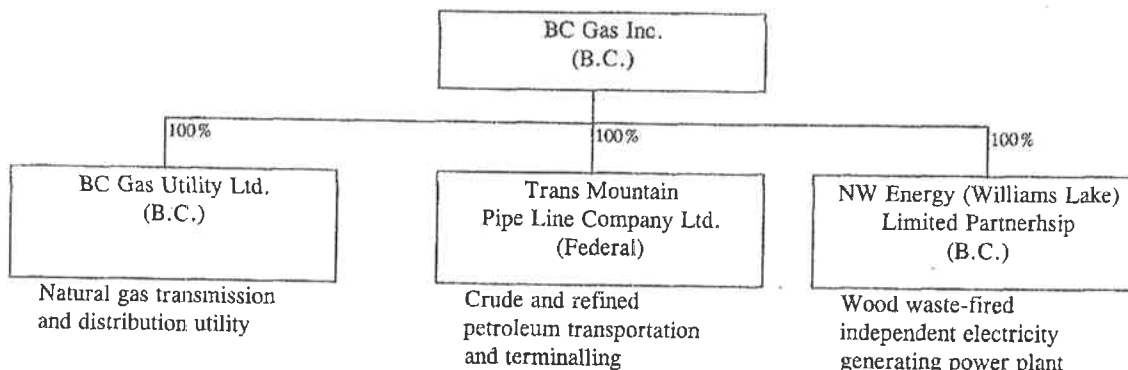 BC Gas Inc.
(B.C.)
100%
100%
100%
BC Gas Utility Ltd.
(B.C.)
Trans Mountain
Pipe Line Company Ltd.
(Federal)
NW Energy (Williams Lake)
Limited Partnerhsip
(B.C.)
Natural gas transmission
and distribution utility
Crude and refined
petroleum transportation
and terminalling
Wood waste-fired
independent electricity
generating power plant